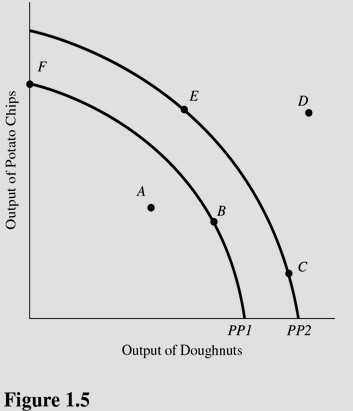 F
E
D
A
B
C
Output of Potato Chips
PP1 PP2
Output of Doughnuts
Figure 1.5